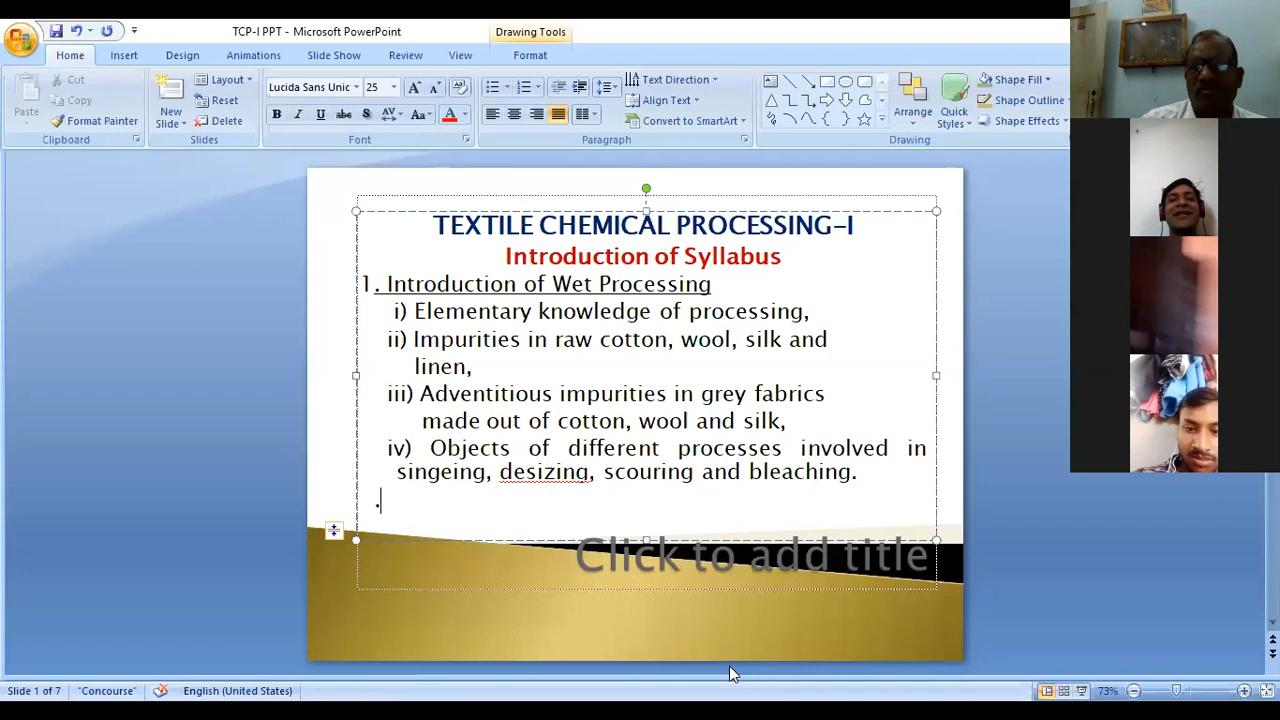 TCP-I PPT - Microsoft PowerPoint
Drawing Tools
Home
Insert
Design
Animations
Slide Show
Review
View
Format
Paste
Cut
Copy
Format Painter
Clipboard
New Slide
Layout
Reset
Delete
Slides
Lucida Sans Unic
25
B I U abc AV Aa A
Font
Text Direction
Align Text
Convert to SmartArt
Paragraph
Arrange
Quick Styles
Shape Fill
Shape Outline
Shape Effects
Drawing
TEXTILE CHEMICAL PROCESSING-I
Introduction of Syllabus
1. Introduction of Wet Processing
i) Elementary knowledge of processing,
ii) Impurities in raw cotton, wool, silk and
linen,
iii) Adventitious impurities in grey fabrics
made out of cotton, wool and silk,
iv) Objects of different processes involved in
singeing, desizing, scouring and bleaching.
.
Click to add title
Slide 1 of 7
"Concourse"
English (United States)
73%